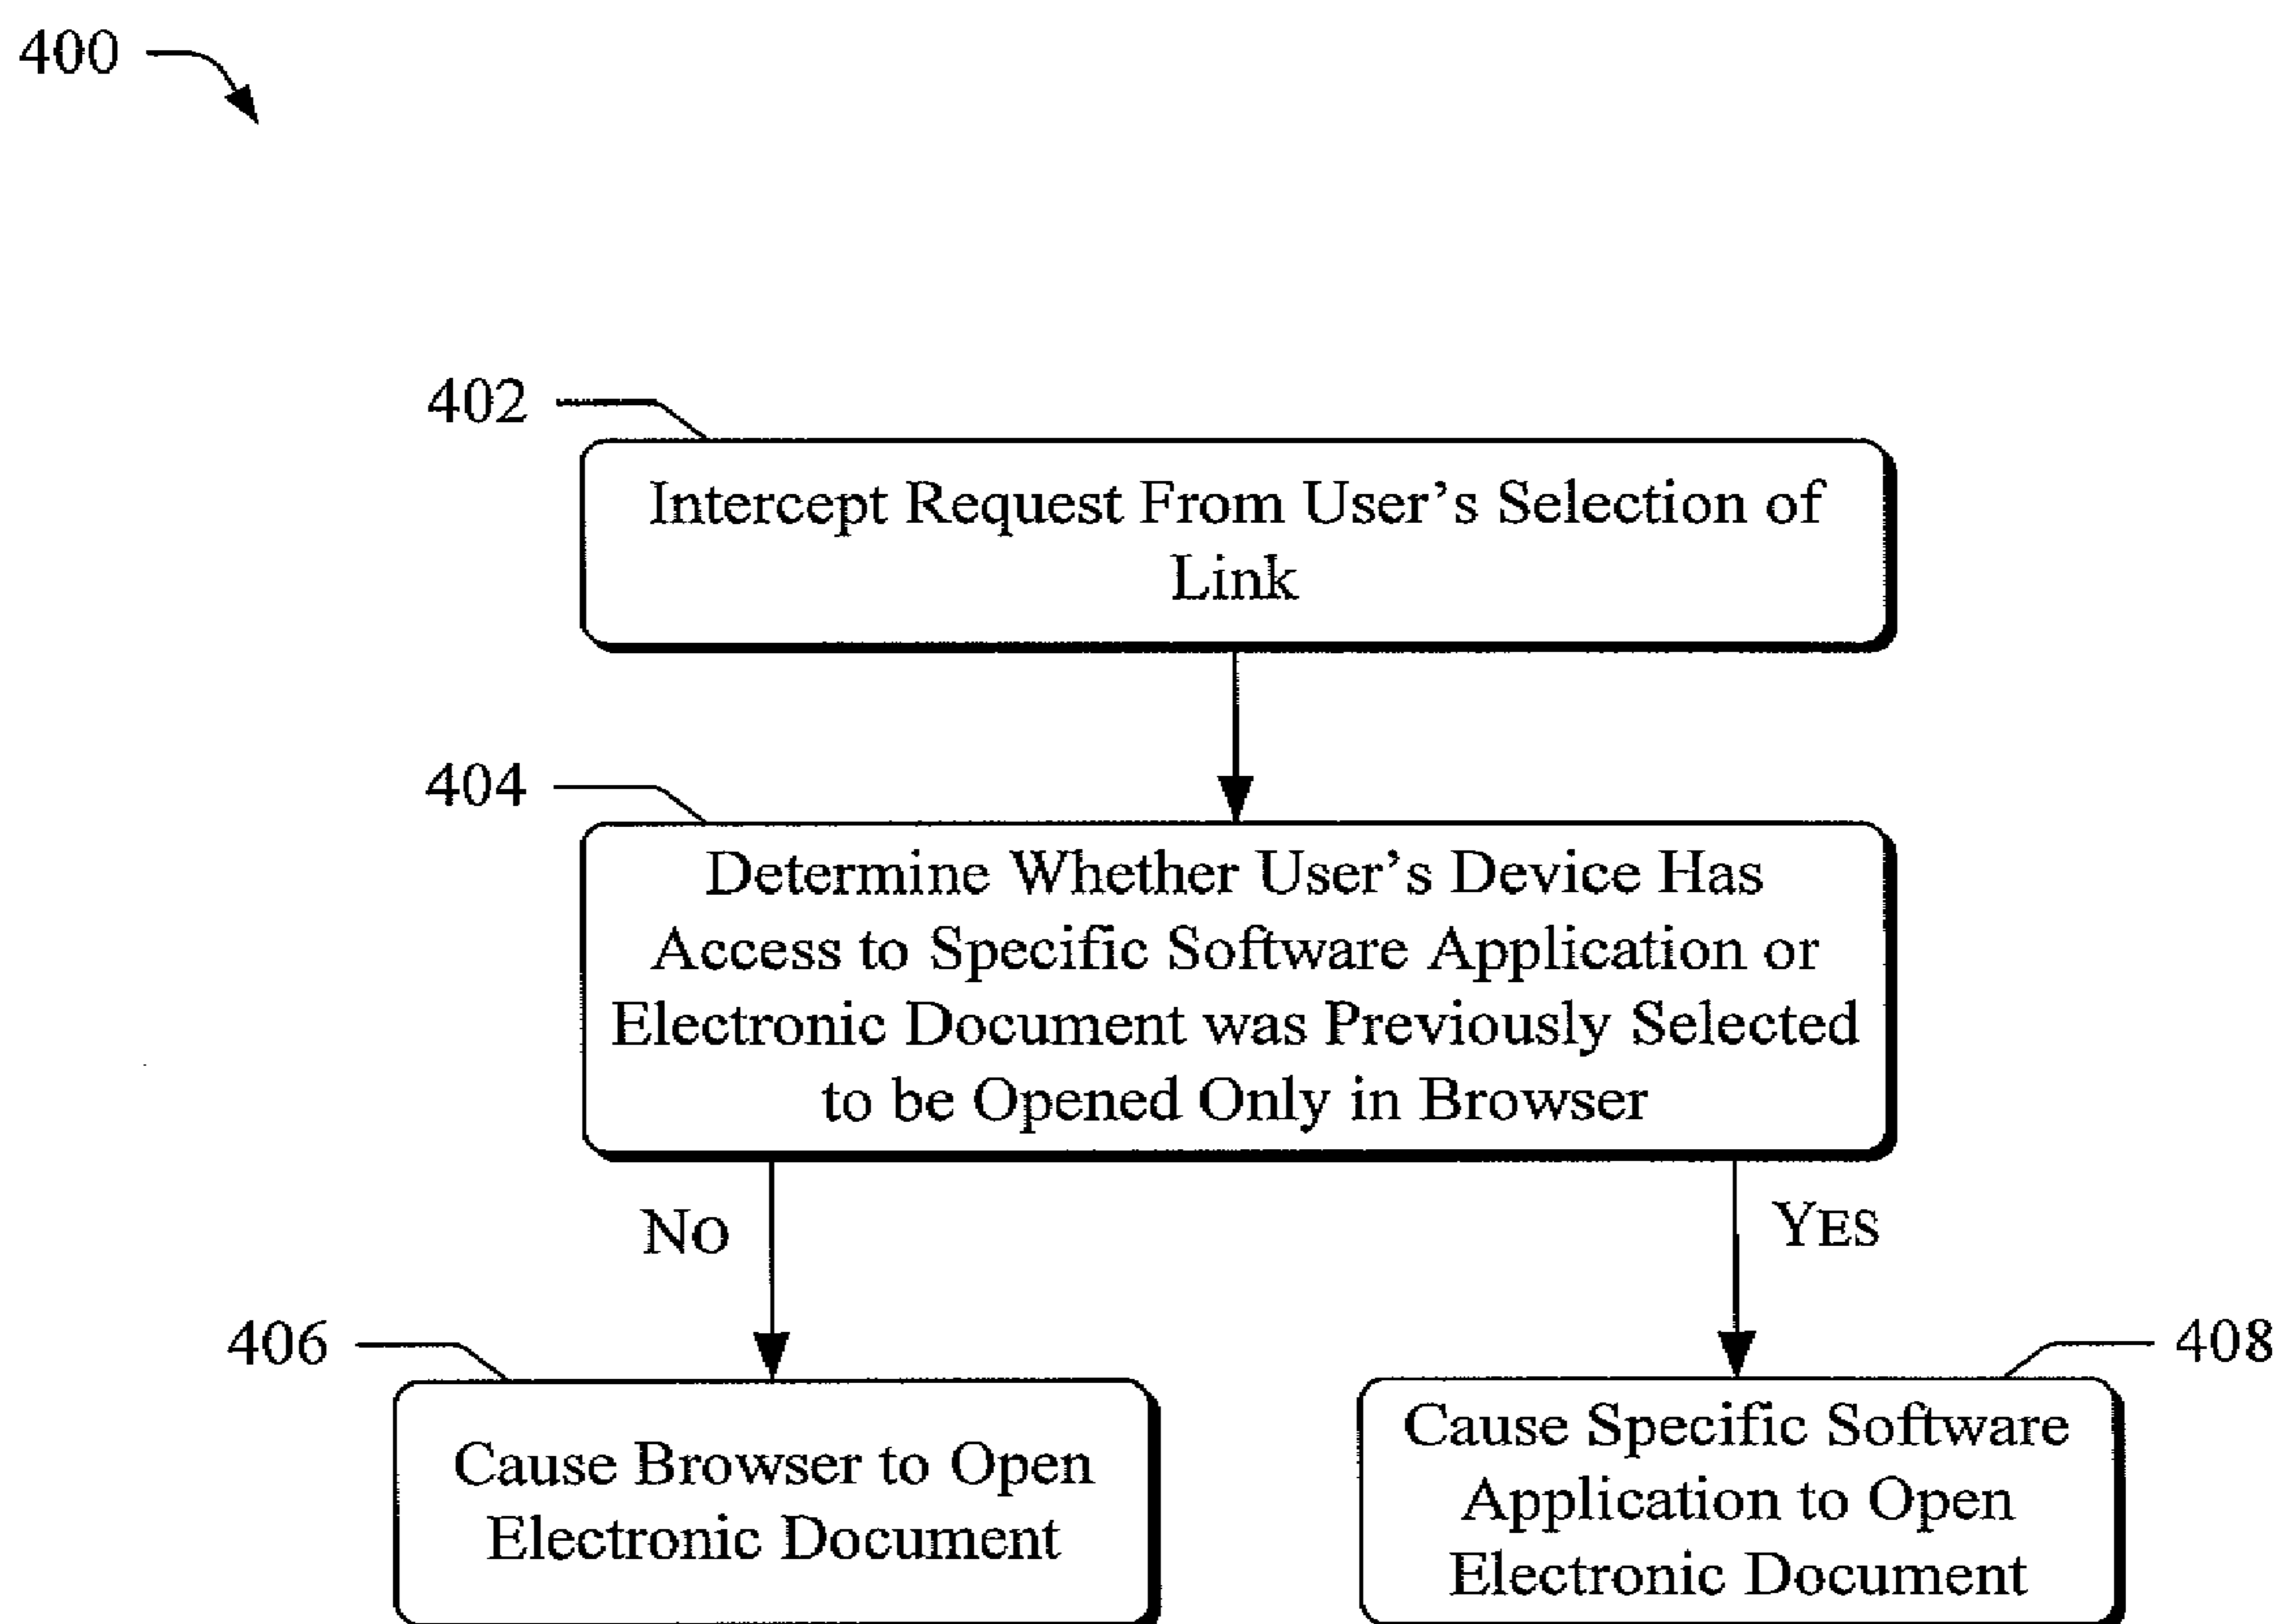 400
402
Intercept Request From User’s Selection of
Link
404
Determine Whether User’s Device Has
Access to Specific Software Application or
Electronic Document was Previously Selected
to be Opened Only in Browser
NO
YES
406
408
Cause Browser to Open
Electronic Document
Cause Specific Software
Application to Open
Electronic Document